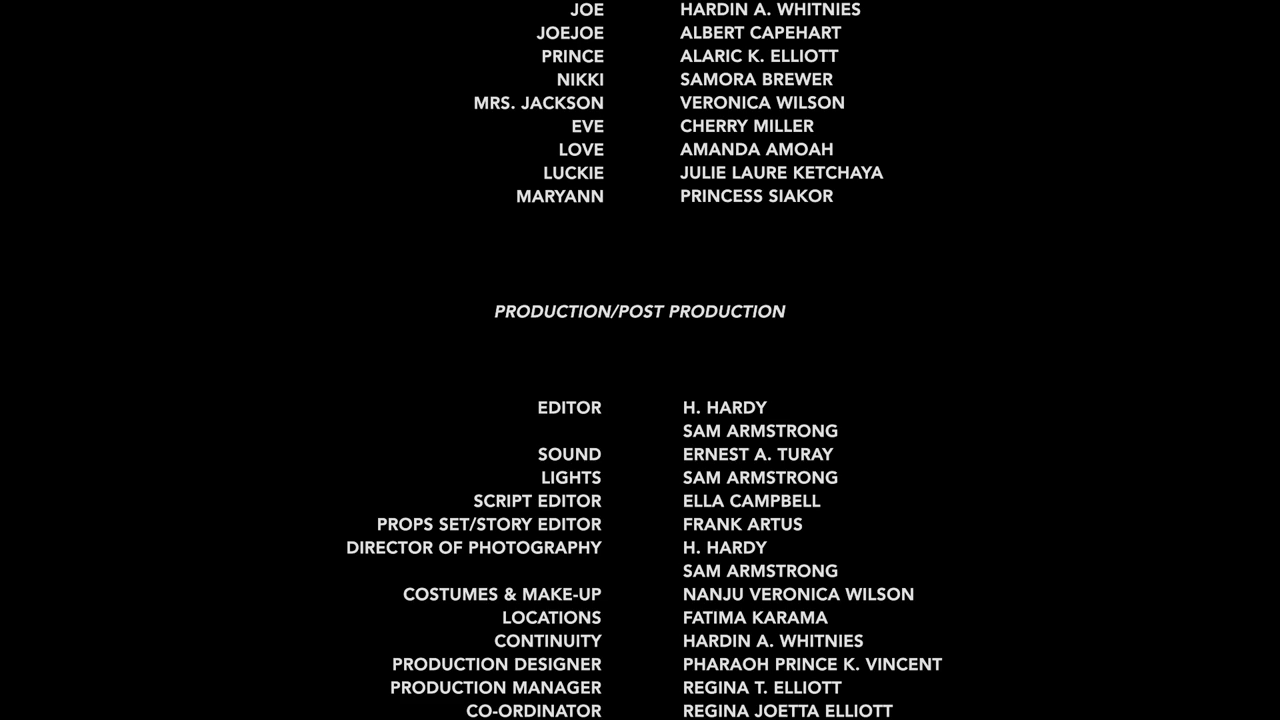 JOE HARDIN A. WHITNIES
JOEJOE ALBERT CAPEHART
PRINCE ALARIC K. ELLIOTT
NIKKI SAMORA BREWER
MRS. JACKSON VERONICA WILSON
EVE CHERRY MILLER
LOVE AMANDA AMOAH
LUCKIE JULIE LAURE KETCHAYA
MARYANN PRINCESS SIAKOR
PRODUCTION/POST PRODUCTION
EDITOR H. HARDY
SAM ARMSTRONG
SOUND ERNEST A. TURAY
LIGHTS SAM ARMSTRONG
SCRIPT EDITOR ELLA CAMPBELL
PROPS SET/STORY EDITOR FRANK ARTUS
DIRECTOR OF PHOTOGRAPHY H. HARDY
SAM ARMSTRONG
COSTUMES & MAKE-UP NANJU VERONICA WILSON
LOCATIONS FATIMA KARAMA
CONTINUITY HARDIN A. WHITNIES
PRODUCTION DESIGNER PHARAOH PRINCE K. VINCENT
PRODUCTION MANAGER REGINA T. ELLIOTT
CO-ORDINATOR REGINA JOETTA ELLIOTT